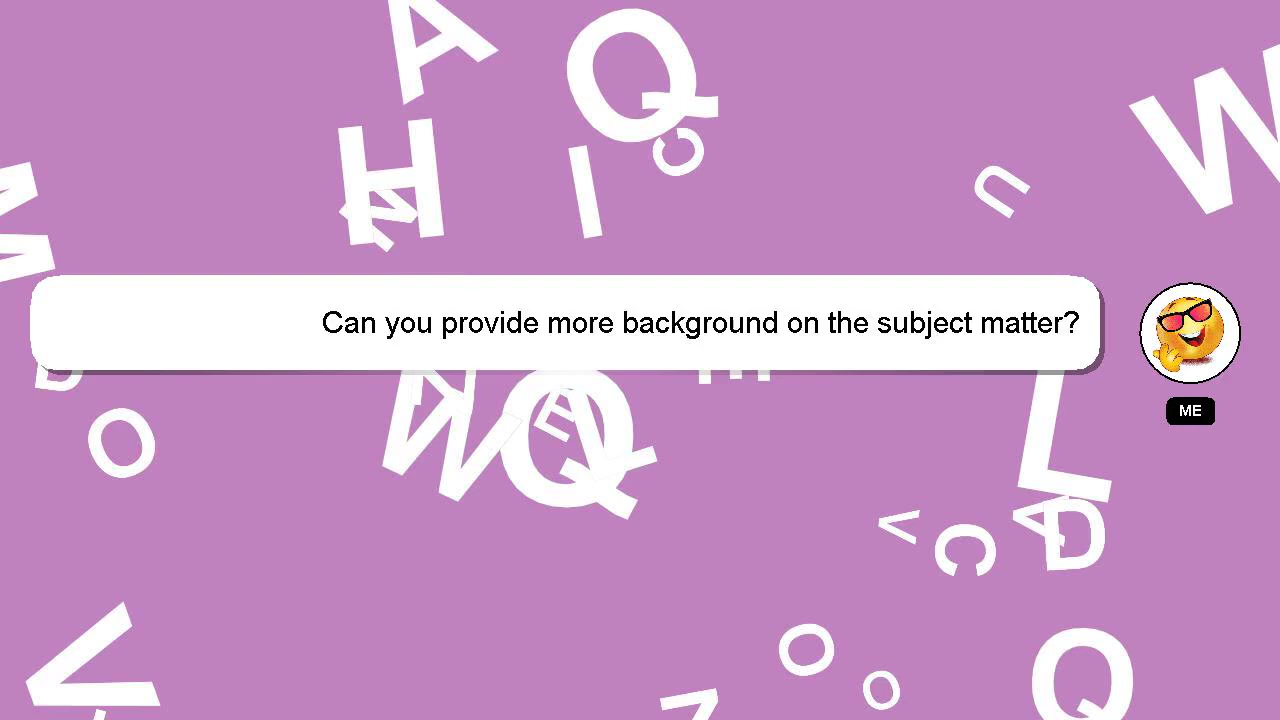 A
Q
W
H
C
I
M
U
M
Can you provide more background on the subject matter?
ME
D
E
L
O
W
Q
E
V
C
A
D
V
O
O
Q